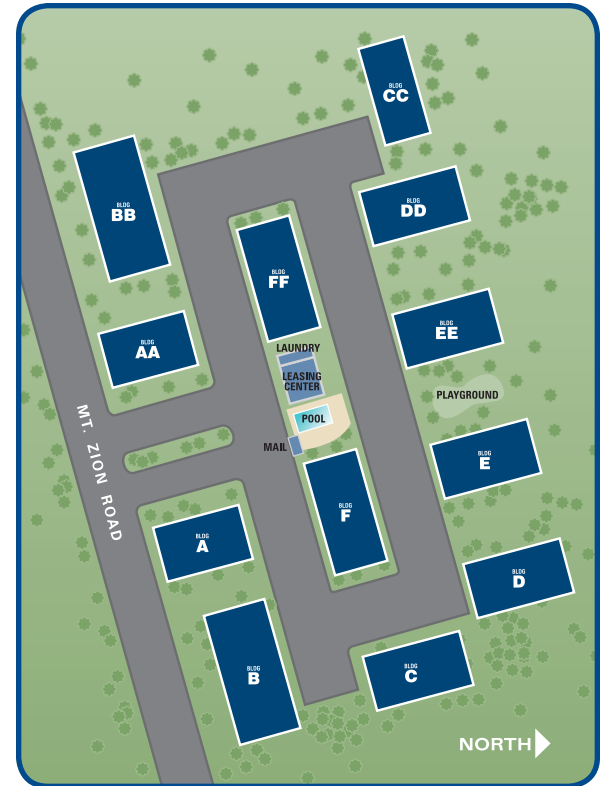 BLDG
CC
BLDG
BB
BLDG
DD
BLDG
FF
BLDG
EE
BLDG
AA
LAUNDRY
LEASING
CENTER
PLAYGROUND
POOL
MAIL
MT. ZION ROAD
BLDG
E
BLDG
F
BLDG
A
BLDG
D
BLDG
B
BLDG
C
NORTH